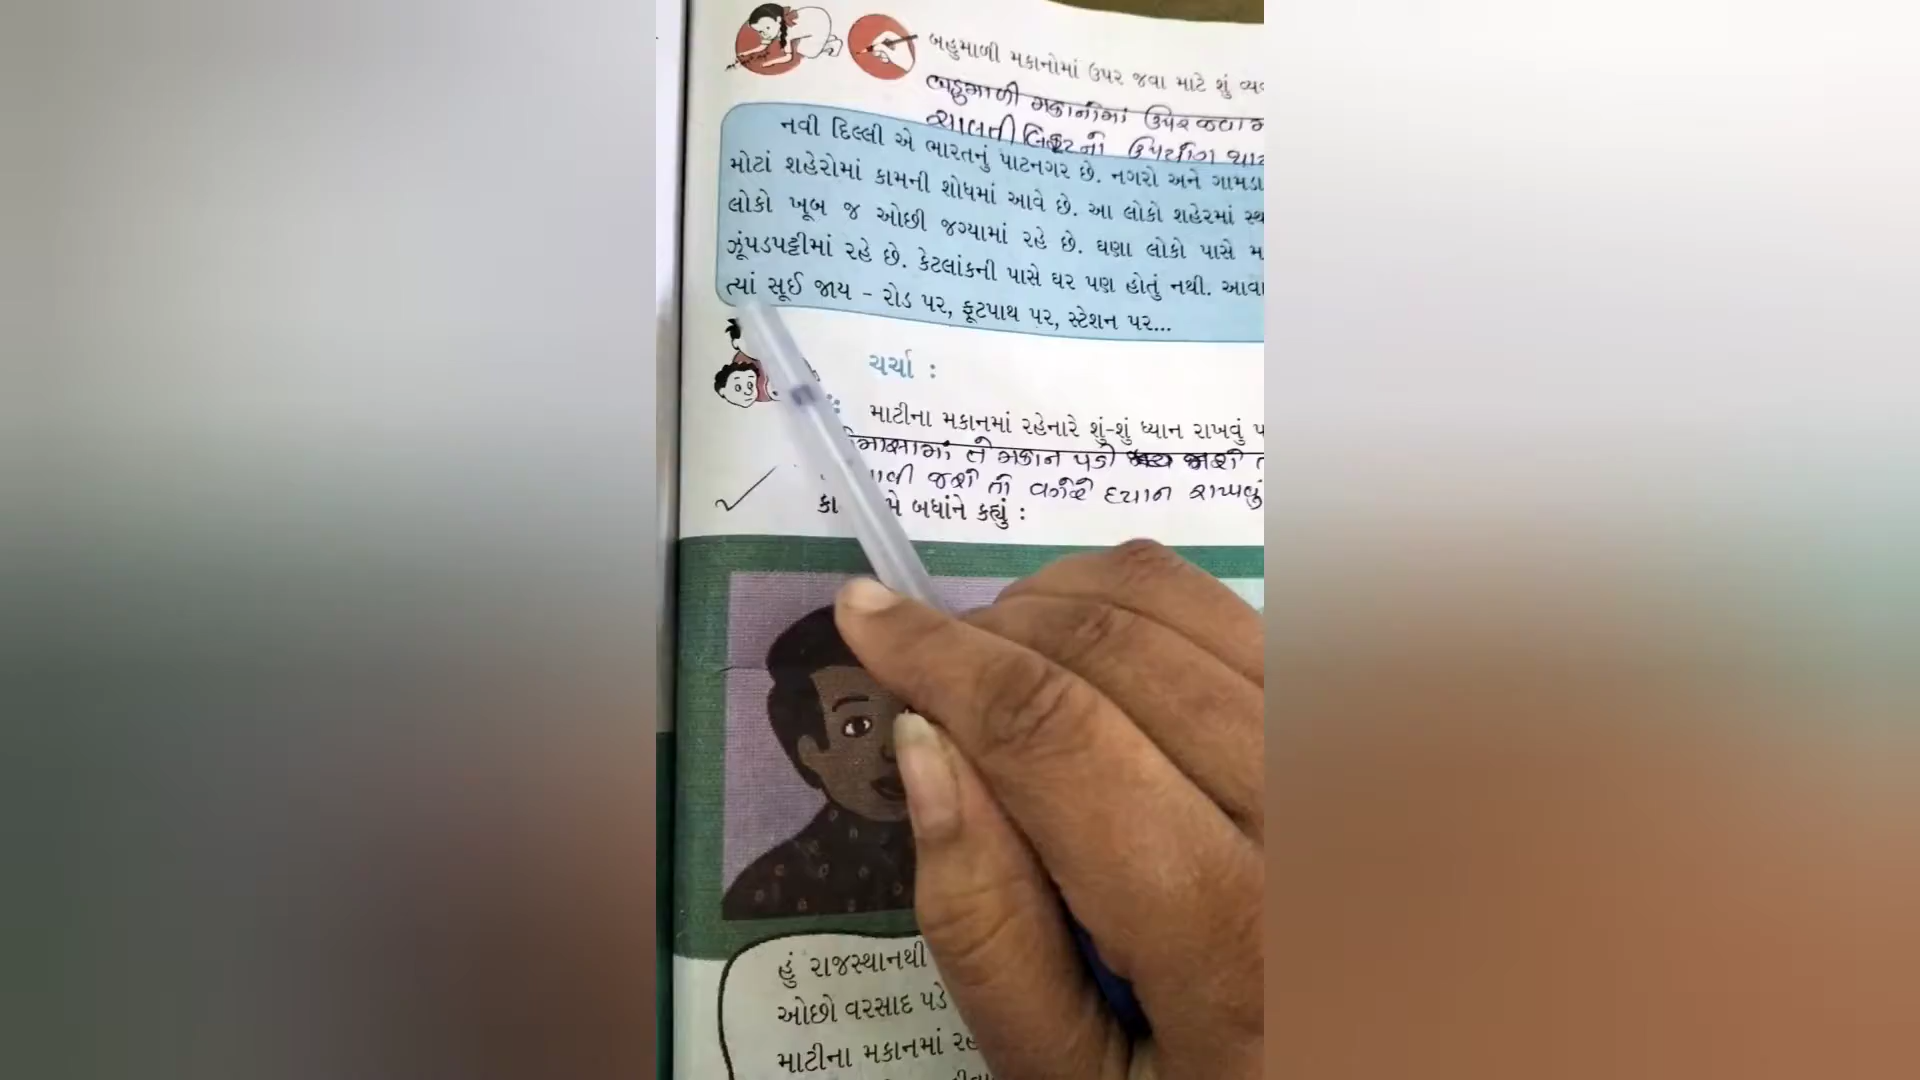 બહુમાળી મકાનોમાં ઉપર જવા માટે શું વ્ય
બહુમાળી મકાનોમાં ઉપર જવા મ
ચાલતી લિફ્ટનો ઉપયોગ થાય
નવી દિલ્લી એ ભારતનું પાટનગર છે. નગરો અને ગામડા
મોટાં શહેરોમાં કામની શોધમાં આવે છે. આ લોકો શહેરમાં સ્થ
લોકો ખૂબ જ ઓછી જગ્યામાં રહે છે. ઘણા લોકો પાસે મ
ઝૂંપડપટ્ટીમાં રહે છે. કેટલાંકની પાસે ઘર પણ હોતું નથી. આવા
ત્યાં સૂઈ જાય - રોડ પર, ફૂટપાથ પર, સ્ટેશન પર...
ચર્ચા :
માટીના મકાનમાં રહેનારે શું-શું ધ્યાન રાખવું પ
માસામાં તે મકાન પડી જશે ત
જશે તો વગેરે ધ્યાન રાખવું
કા મે બધાંને કહ્યું :
હું રાજસ્થાનથી
ઓછો વરસાદ પડે
માટીના મકાનમાં રહે